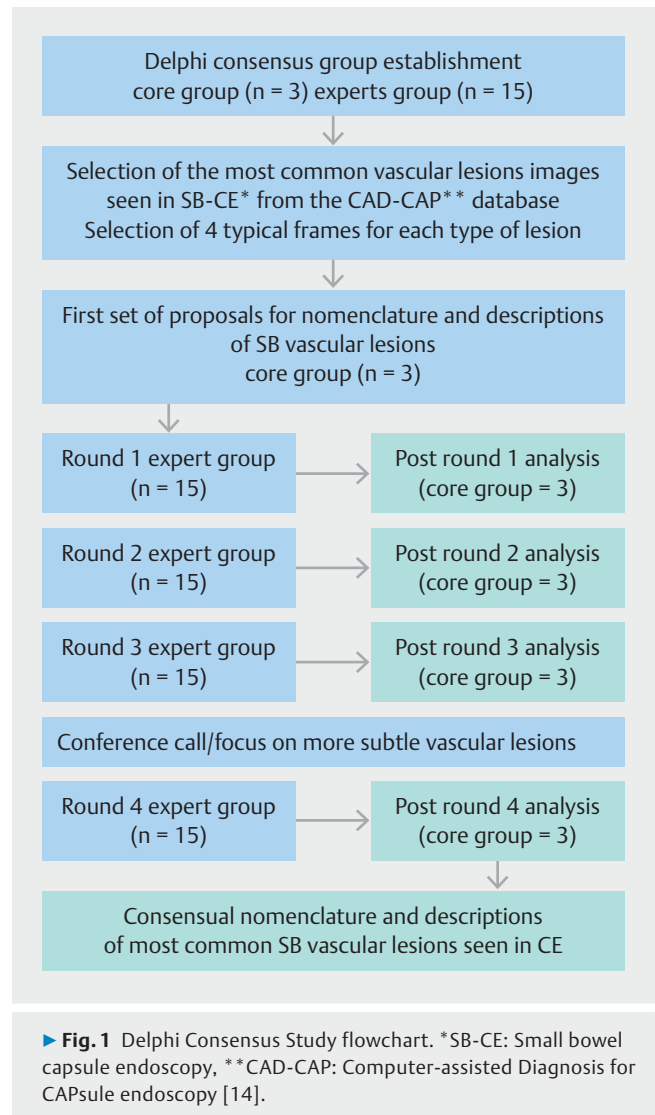 Delphi consensus group establishment
core group (n = 3) experts group (n = 15)
Selection of the most common vascular lesions images
seen in SB-CE* from the CAD-CAP** database
Selection of 4 typical frames for each type of lesion
First set of proposals for nomenclature and descriptions
of SB vascular lesions
core group (n = 3)
Round 1 expert group
(n = 15)
Post round 1 analysis
(core group = 3)
Round 2 expert group
(n = 15)
Post round 2 analysis
(core group = 3)
Round 3 expert group
(n = 15)
Post round 3 analysis
(core group = 3)
Conference call/focus on more subtle vascular lesions
Round 4 expert group
(n = 15)
Post round 4 analysis
(core group = 3)
Consensual nomenclature and descriptions
of most common SB vascular lesions seen in CE
▶ Fig. 1 Delphi Consensus Study flowchart. *SB-CE: Small bowel
capsule endoscopy, **CAD-CAP: Computer-assisted Diagnosis for
CAPsule endoscopy [14].